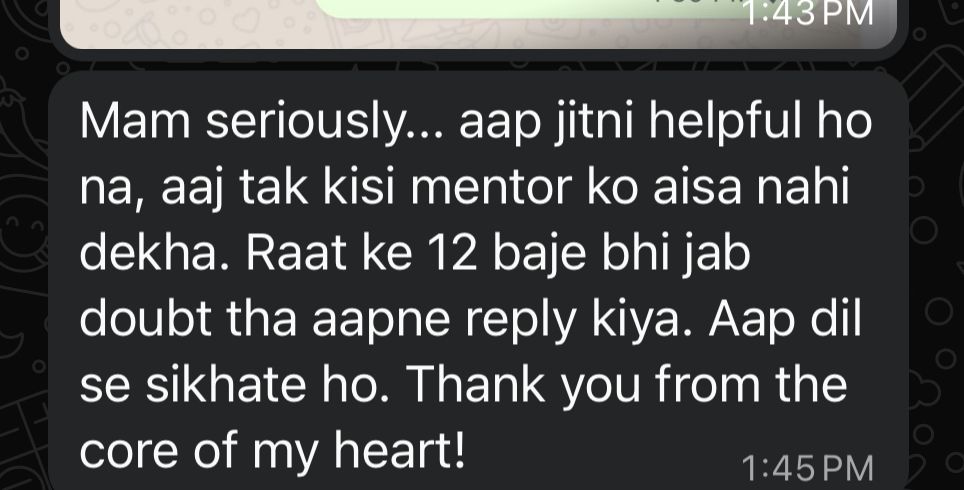 1:43 PM
Mam seriously... aap jitni helpful ho
na, aaj tak kisi mentor ko aisa nahi
dekha. Raat ke 12 baje bhi jab
doubt tha aapne reply kiya. Aap dil
se sikhate ho. Thank you from the
core of my heart!
1:45 PM